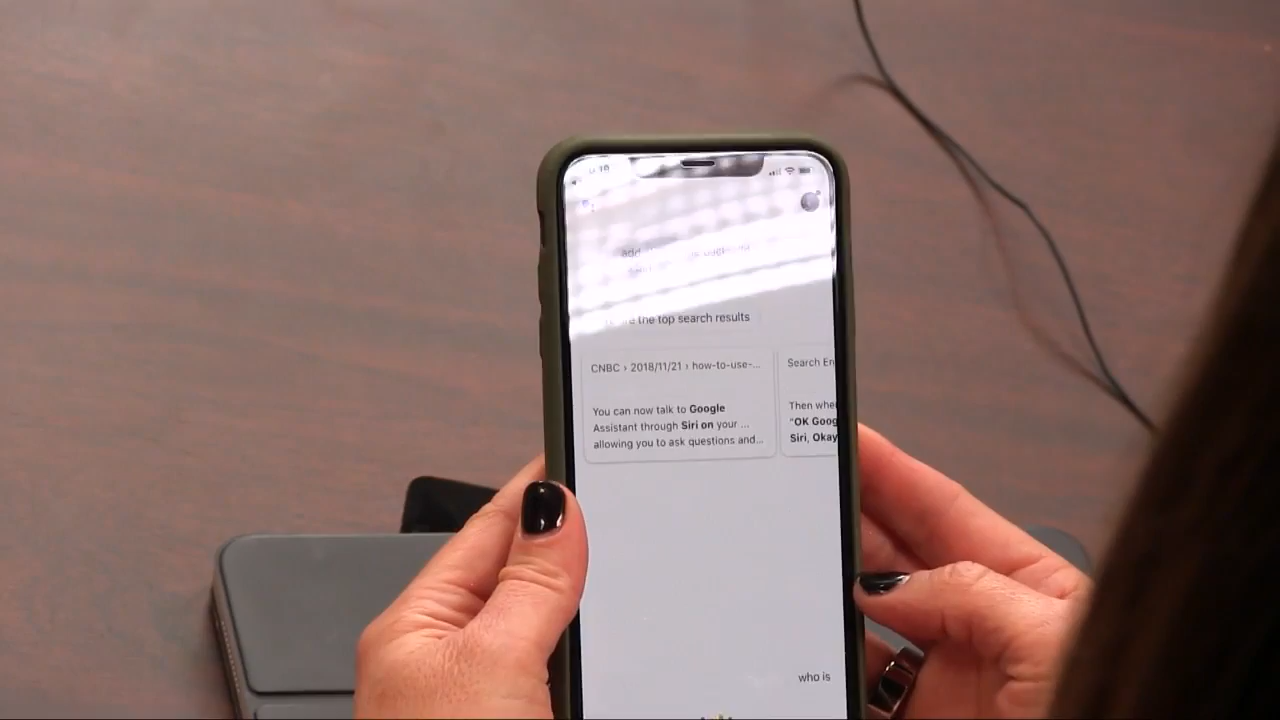 add
the top search results
CNBC › 2018/11/21 › how-to-use-...
Search En
You can now talk to Google
Assistant through Siri on your ...
allowing you to ask questions and...
Then whe
"OK Goog
Siri, Okay
who is